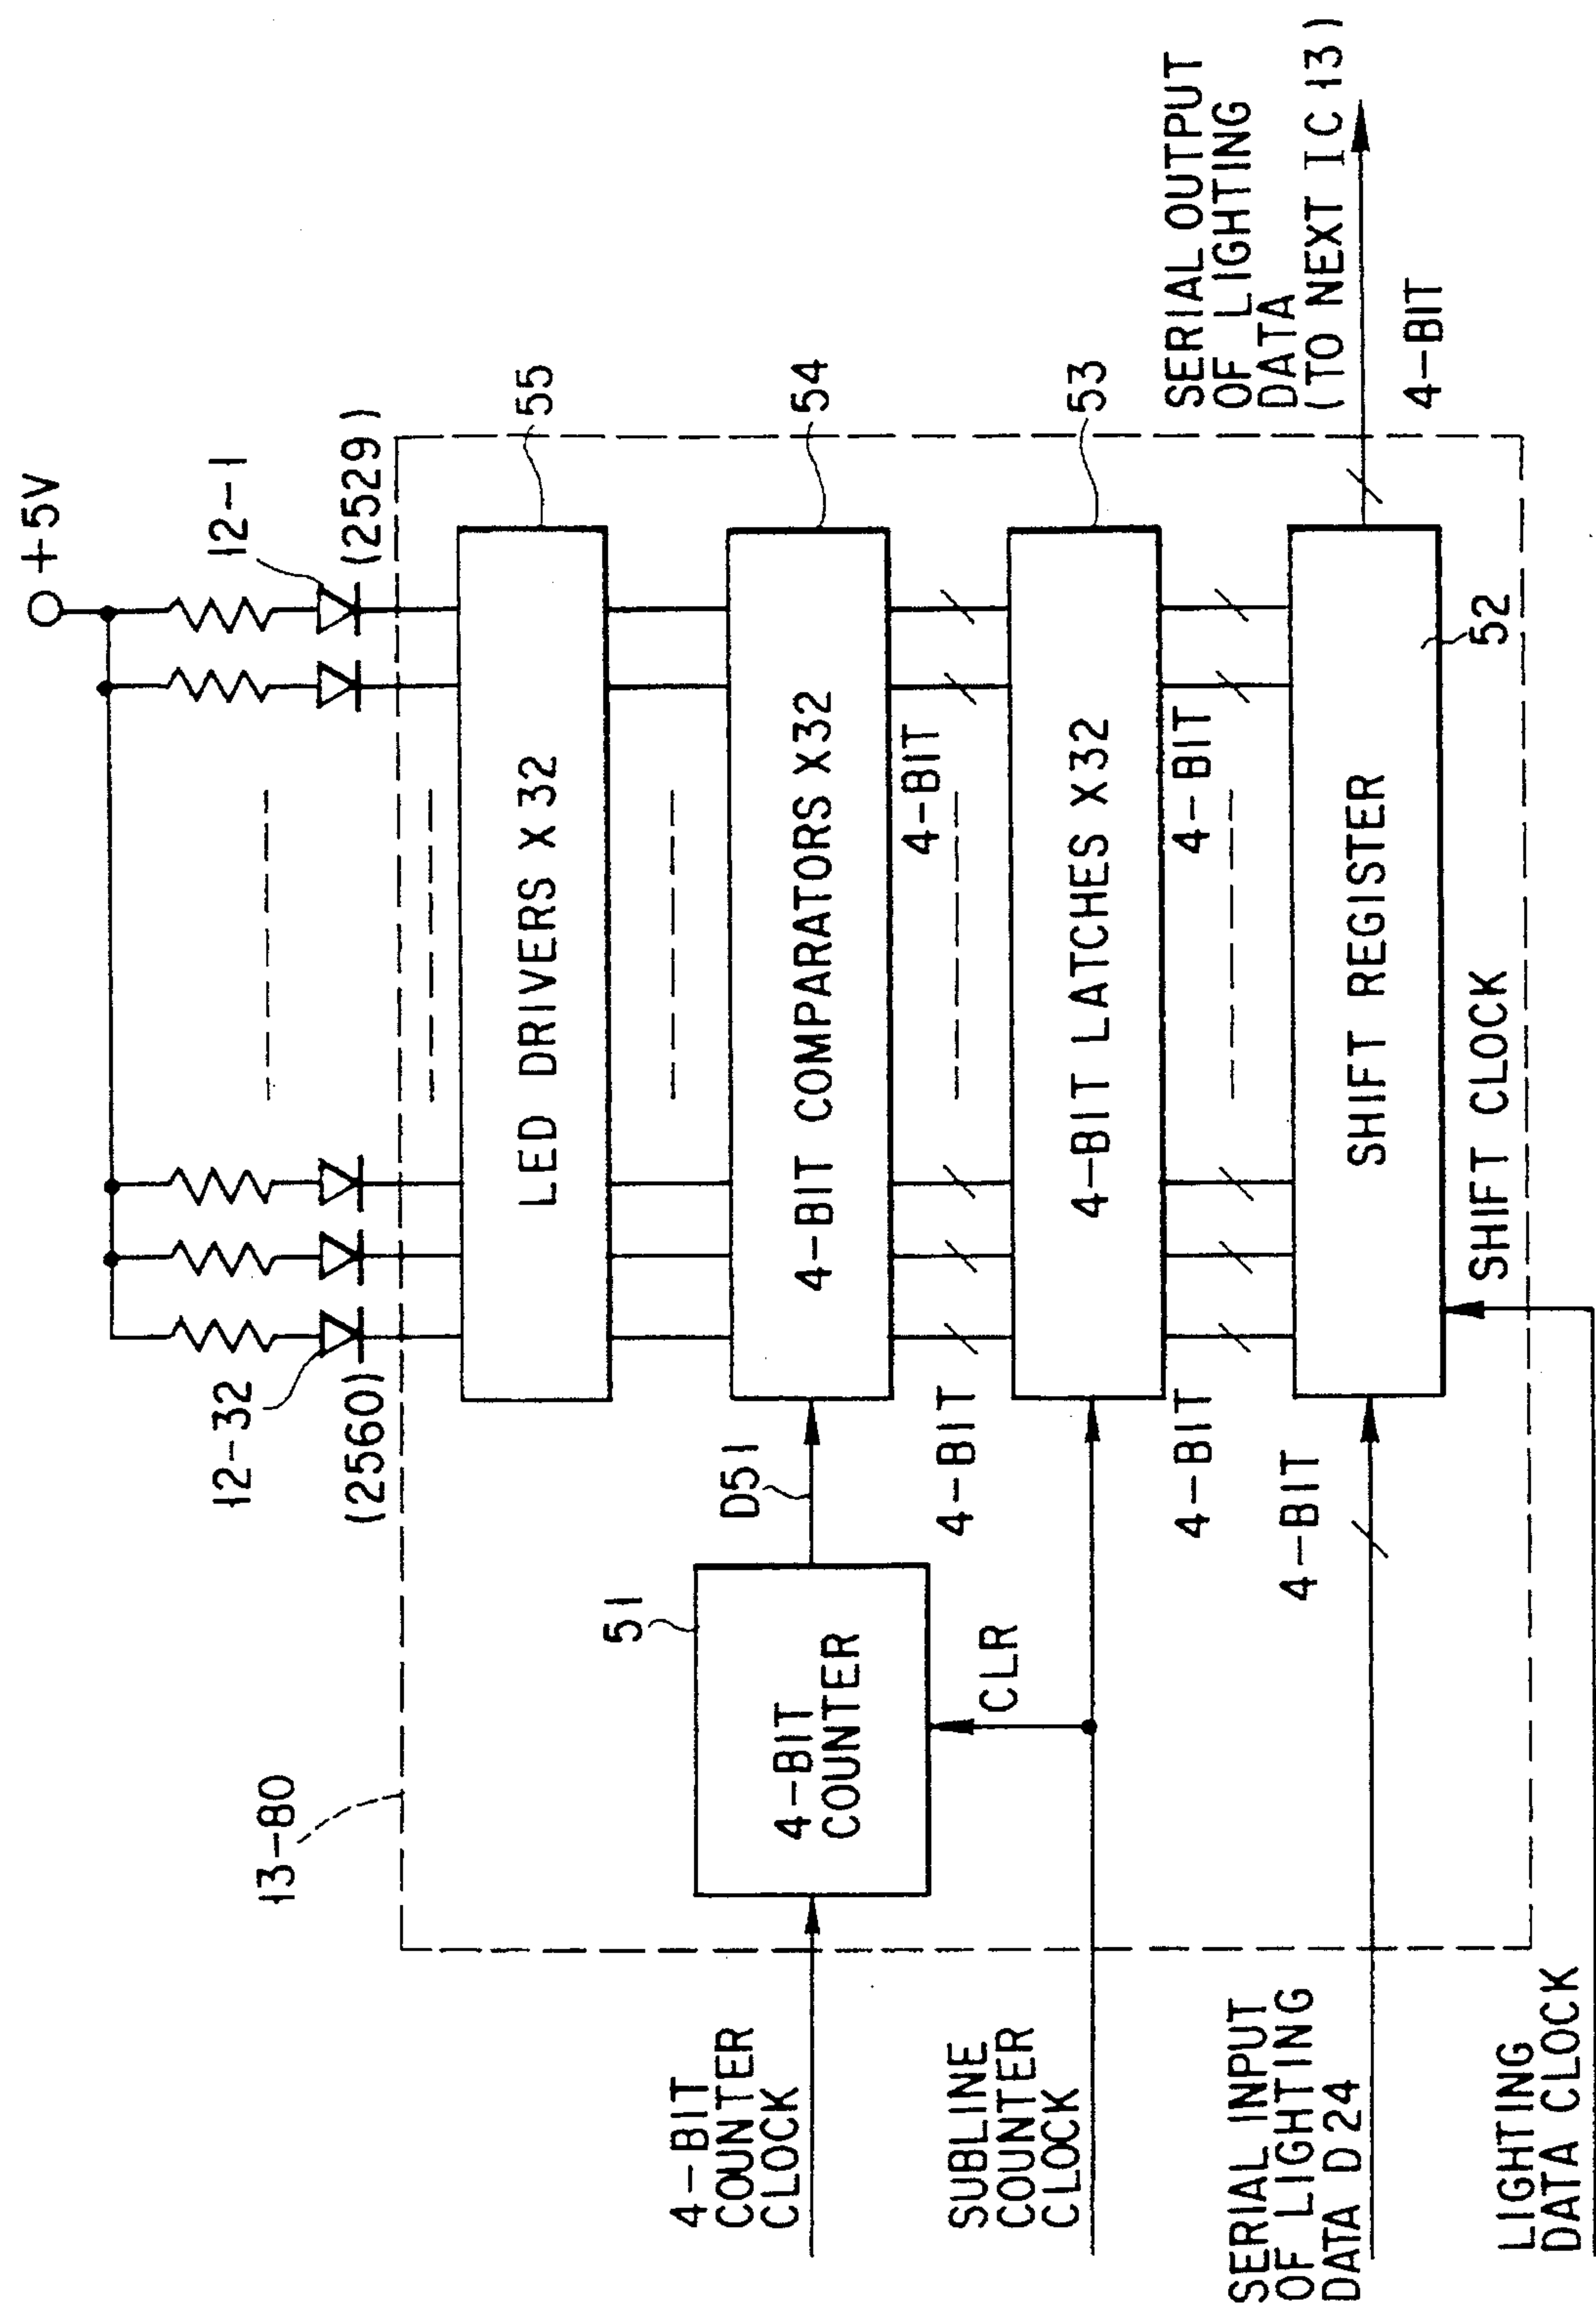 +5V
12-1
(2529)
12-32
(2560)
13-80
LED DRIVERS X 32
55
4-BIT COMPARATORS X32
54
D51
51
4-BIT
COUNTER
CLR
4-BIT
4-BIT
4-BIT LATCHES X32
53
4-BIT
4-BIT
SHIFT REGISTER
52
4-BIT
SHIFT CLOCK
4-BIT
COUNTER
CLOCK
SUBLINE
COUNTER
CLOCK
SERIAL INPUT
OF LIGHTING
DATA D24
LIGHTING
DATA CLOCK
SERIAL OUTPUT
OF LIGHTING
DATA
(TO NEXT IC 13)
4-BIT